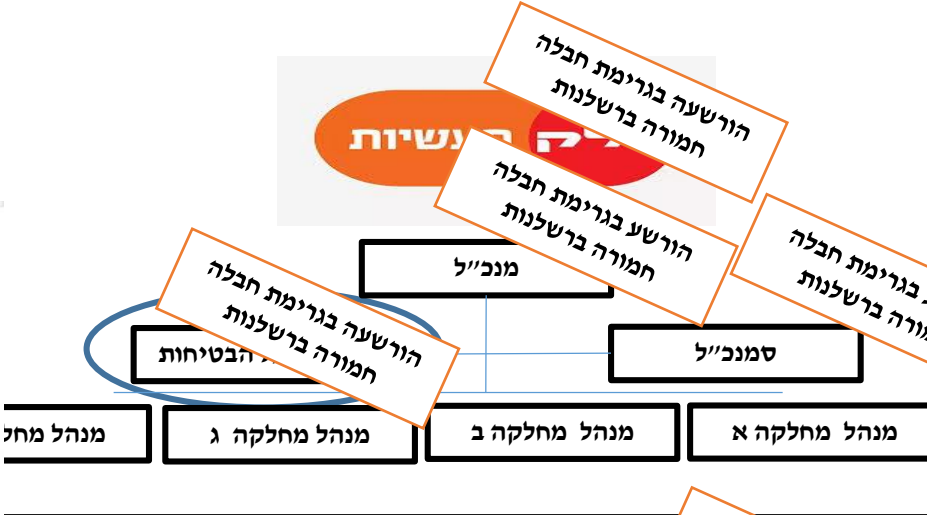 הורשעה בגרימת חבלה
חמורה ברשלנות
הורשע בגרימת חבלה
חמורה ברשלנות
בגרימת חבלה
ברשלנות
מנכ״ל
הורשעה בגרימת חבלה
חמורה ברשלנות
הבטיחות
סמנכ״ל
מנהל מחלקה א
מנהל מחלקה ב
מנהל מחלקה ג
מנהל